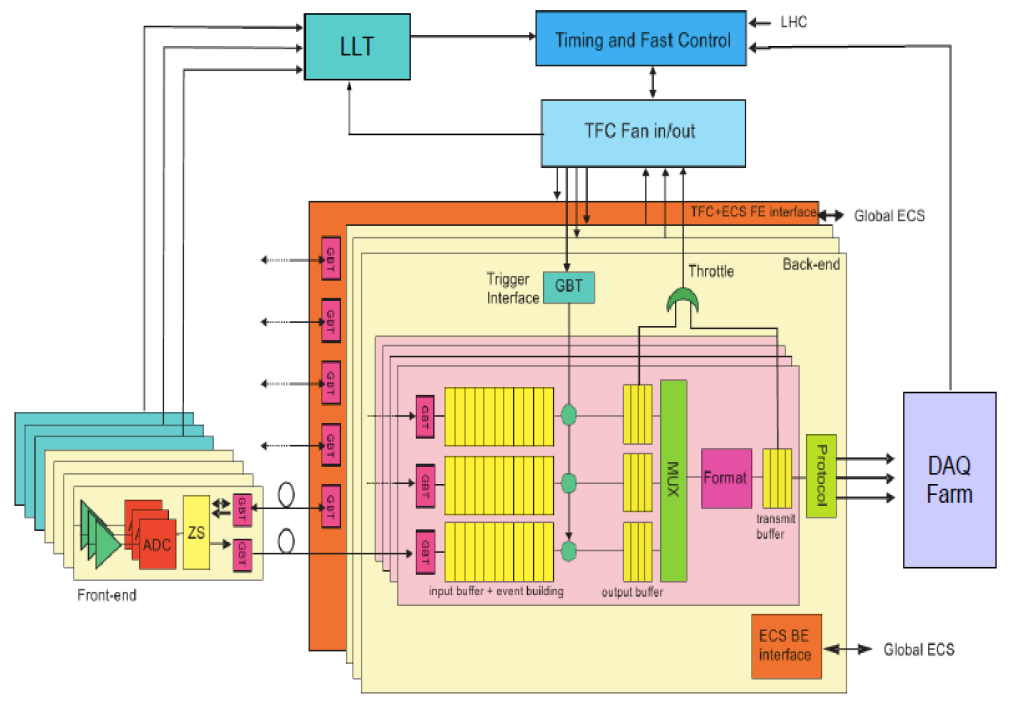 LLT
Timing and Fast Control
LHC
TFC Fan in/out
TFC+ECS FE interface
Global ECS
Back-end
GBT
GBT
GBT
GBT
GBT
Trigger
Interface
GBT
Throttle
GBT
GBT
GBT
MUX
Format
Protocol
DAQ
Farm
transmit
buffer
input buffer + event building
output buffer
A
A
ADC
ZS
GBT
GBT
Front-end
ECS BE
interface
Global ECS